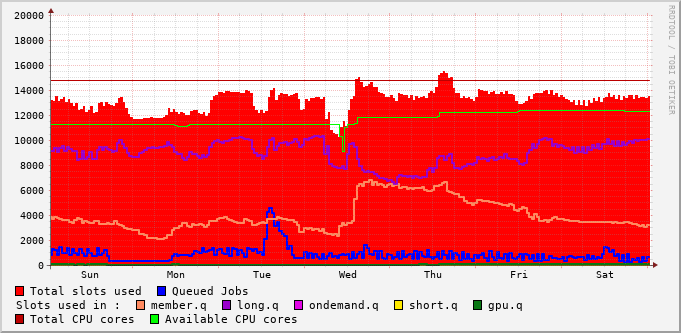 20000
18000
16000
14000
12000
10000
8000
6000
4000
2000
0
Sun Mon Tue Wed Thu Fri Sat
RRDTOOL / TOBI OETIKER
Total slots used Queued Jobs
Slots used in : member.q long.q ondemand.q short.q gpu.q
Total CPU cores Available CPU cores